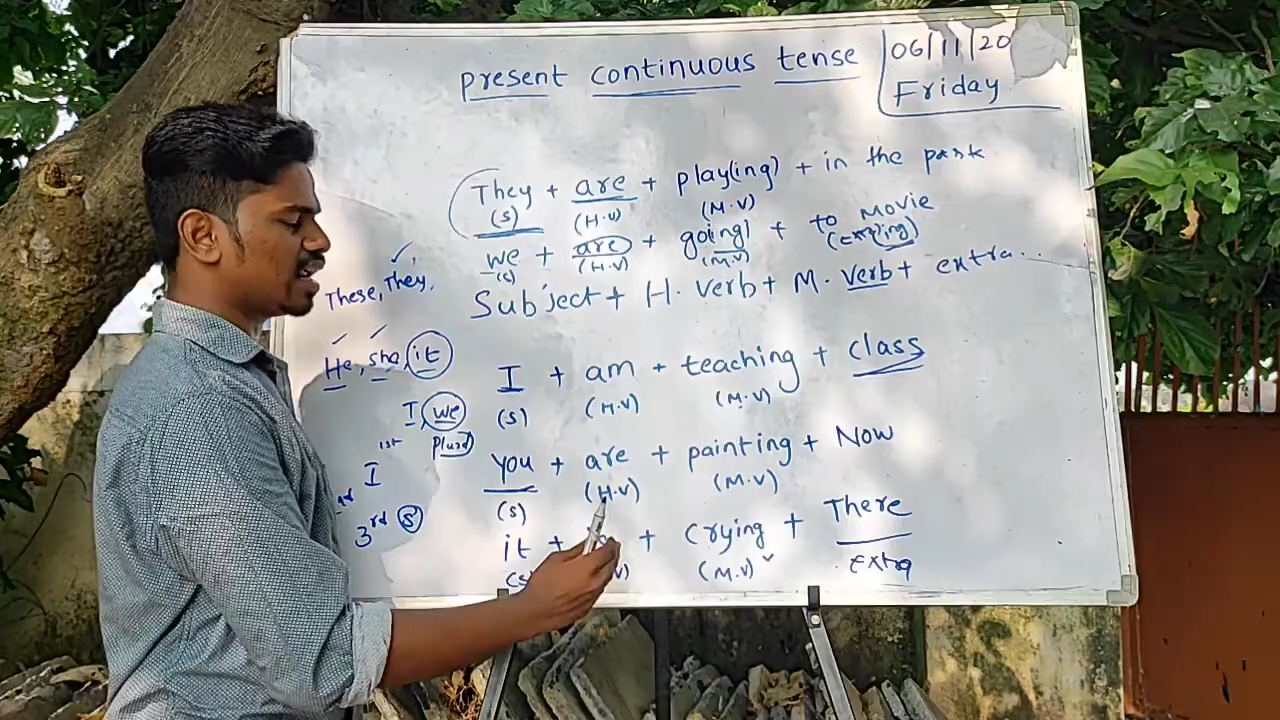 present continuous tense
06/11/20
Friday
They + are + play(ing) + in the park
(S) (H.V) (M.V)
we + are + going) + to Movie
(S) (H.V) (M.V)
Subject + H. verb + M. verb + extra...
These, They,
He, she, it
I, we
plural
1st
I
3rd S
I + am + teaching + class
(S) (H.V) (M.V)
you + are + painting + Now
(S) (H.V) (M.V)
it + + crying + There
(M.V) Extra